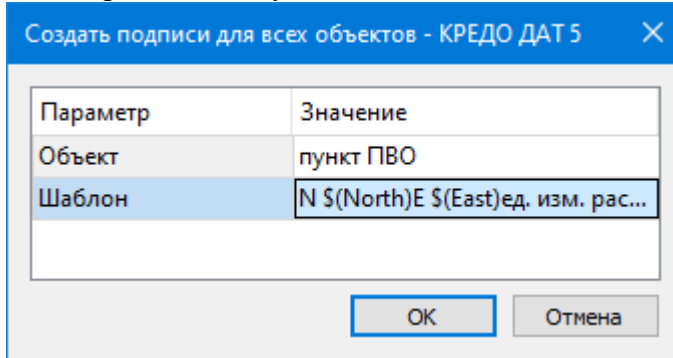 Создать подписи для всех объектов - КРЕДО ДАТ 5
Параметр Значение
Объект пункт ПВО
Шаблон N $(North)E $(East)ед. изм. рас...
ОК Отмена